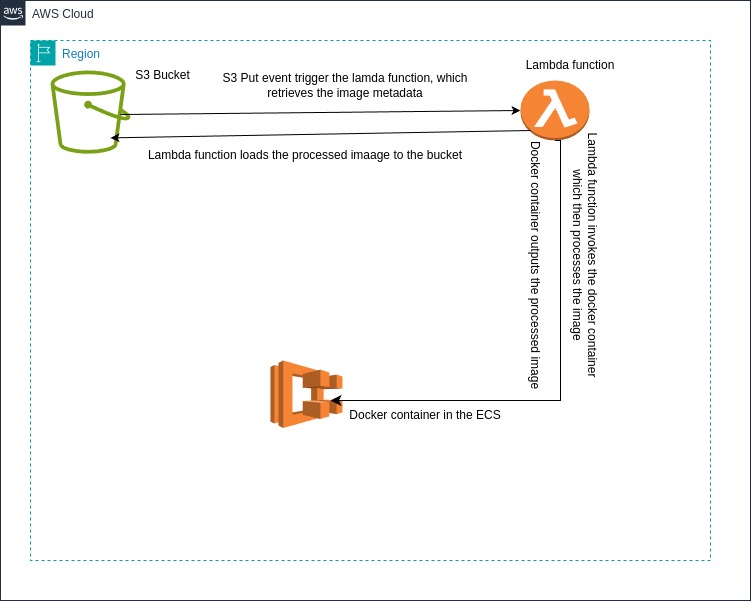 aws
AWS Cloud
Region
S3 Bucket
S3 Put event trigger the lamda function, which
retrieves the image metadata
Lambda function
Lambda function loads the processed imaage to the bucket
Docker container outputs the processed image
Lambda function invokes the docker container
which then processes the image
Docker container in the ECS